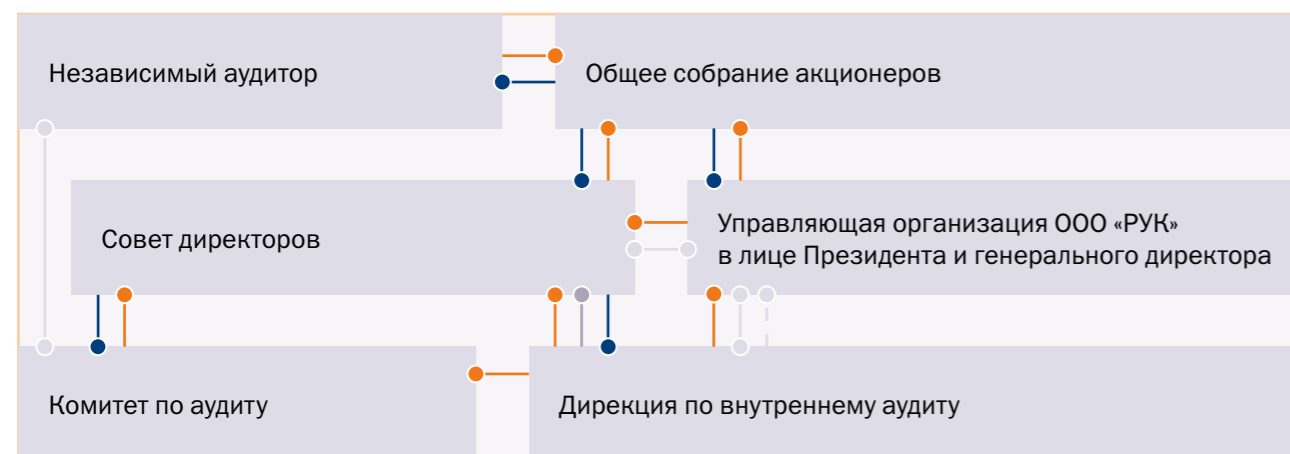 Независимый аудитор
Общее собрание акционеров
Совет директоров
Управляющая организация ООО «РУК»
в лице Президента и генерального директора
Комитет по аудиту
Дирекция по внутреннему аудиту